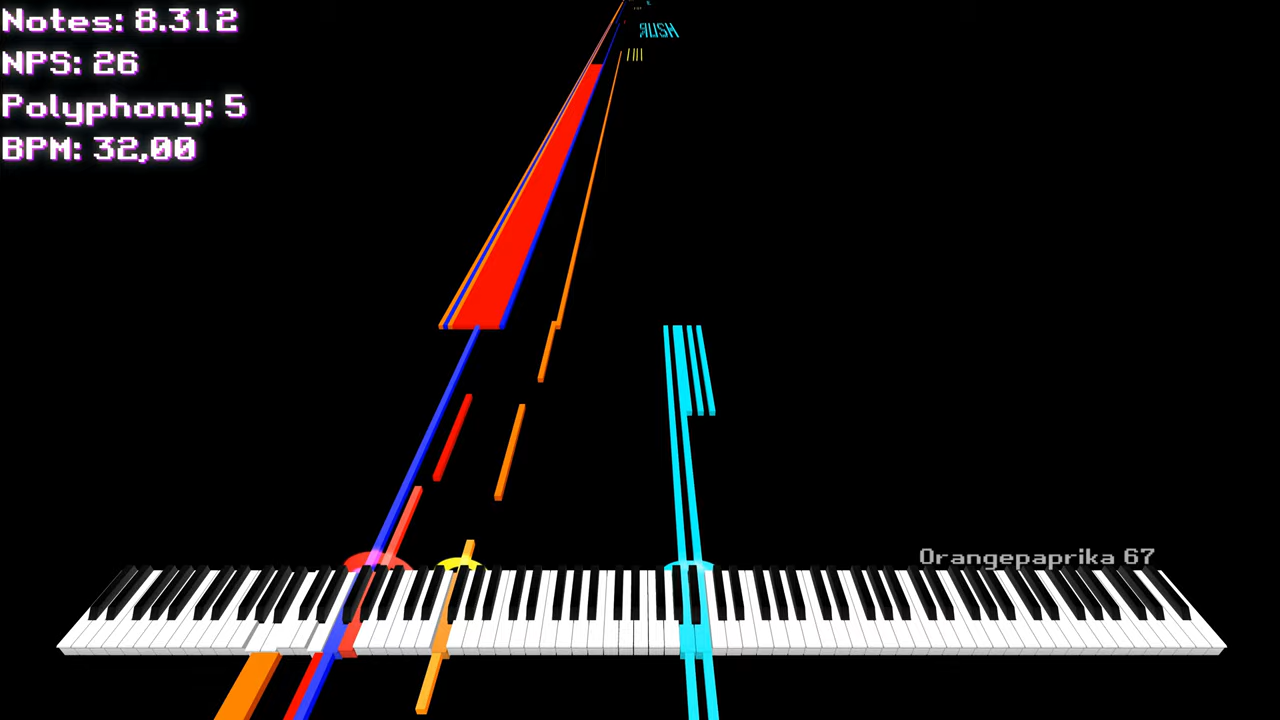 Notes: 8.312
NPS: 26
Polyphony: 5
BPM: 32,00
Orangepaprika 67